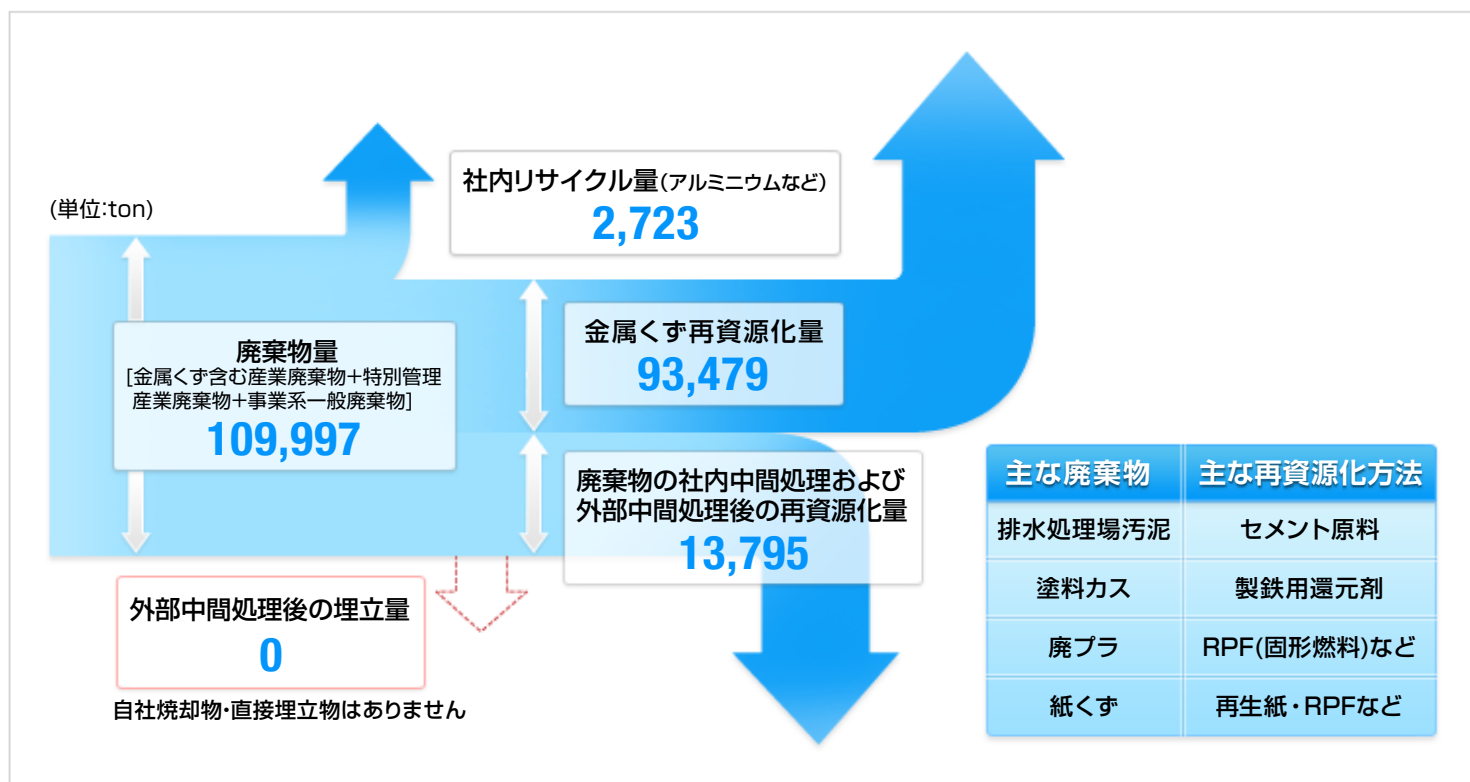 (単位:ton)
社内リサイクル量(アルミニウムなど)
2,723
廃棄物量
[金属くず含む産業廃棄物+特別管理
産業廃棄物+事業系一般廃棄物]
109,997
金属くず再資源化量
93,479
廃棄物の社内中間処理および
外部中間処理後の再資源化量
13,795
外部中間処理後の埋立量
0
自社焼却物・直接埋立物はありません
主な廃棄物 主な再資源化方法
排水処理場汚泥 セメント原料
塗料カス 製鉄用還元剤
廃プラ RPF(固形燃料)など
紙くず 再生紙・RPFなど